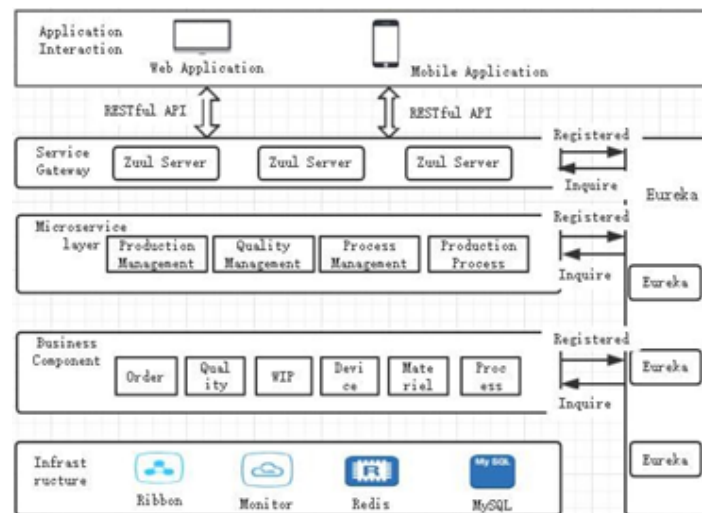 Application
Interaction
Web Application
Mobile Application
RESTful API
RESTful API
Service
Gateway
Zuul Server
Zuul Server
Zuul Server
Registered
Inquire
Eureka
Microservice
layer
Production
Management
Quality
Management
Process
Management
Production
Process
Registered
Inquire
Eureka
Business
Component
Order
Qual
ity
WIP
Devi
ce
Mate
riel
Proc
ess
Registered
Inquire
Eureka
Infrast
ructure
Ribbon
Monitor
R
Redis
My SQL
MySQL
Eureka